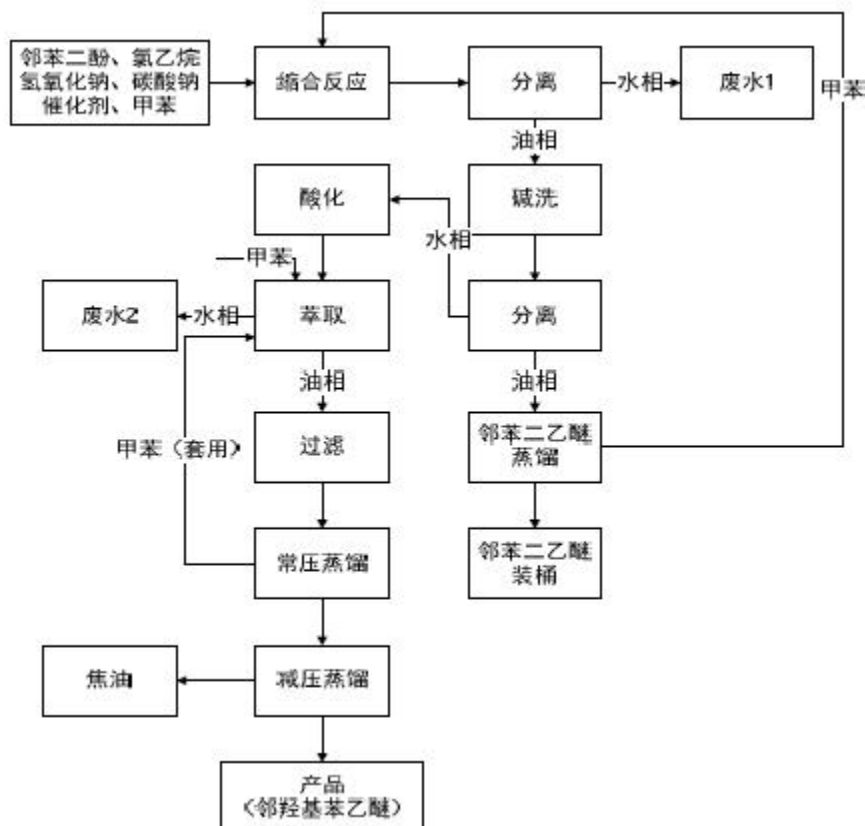 邻苯二酚、氯乙烷
氢氧化钠、碳酸钠
催化剂、甲苯
缩合反应
分离
水相
废水1
甲苯
油相
酸化
碱洗
水相
甲苯
废水2
水相
萃取
分离
油相
油相
甲苯（套用）
过滤
邻苯二乙醚
蒸馏
常压蒸馏
邻苯二乙醚
装桶
焦油
减压蒸馏
产品
（邻羟基苯乙醚）